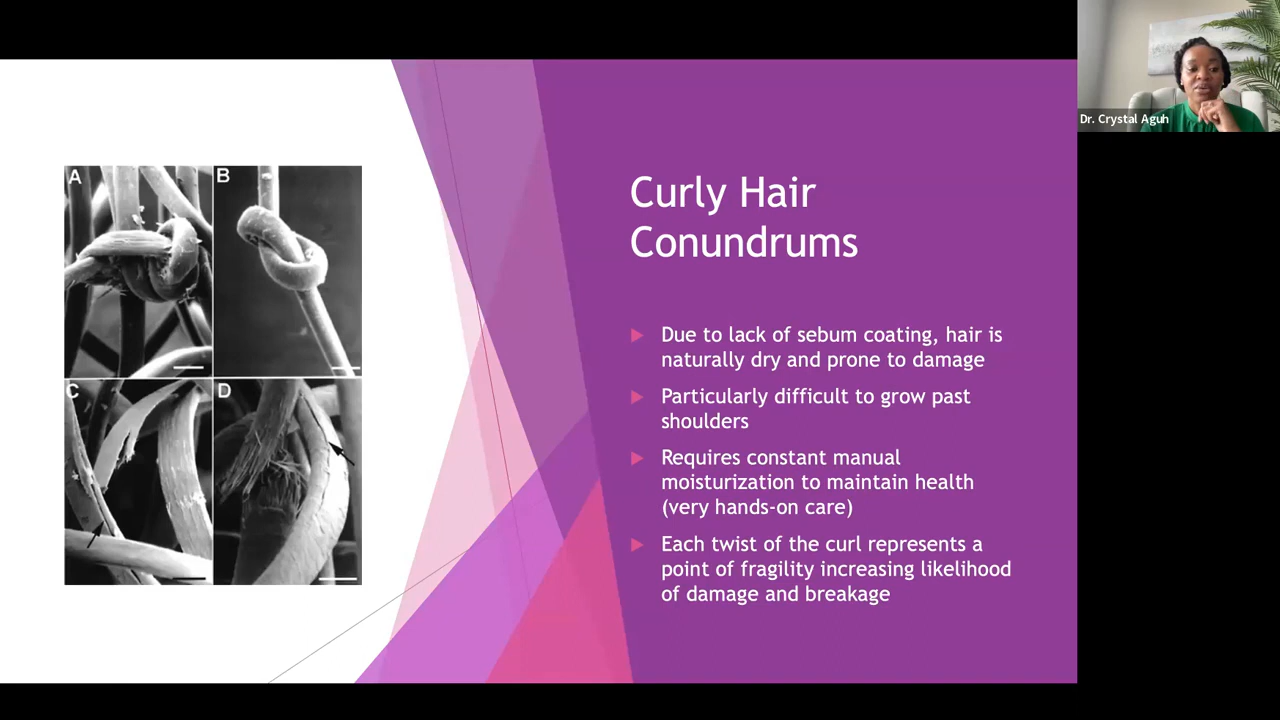 A
B
C
D
Curly Hair
Conundrums
Due to lack of sebum coating, hair is
naturally dry and prone to damage
Particularly difficult to grow past
shoulders
Requires constant manual
moisturization to maintain health
(very hands-on care)
Each twist of the curl represents a
point of fragility increasing likelihood
of damage and breakage
Dr. Crystal Aguh